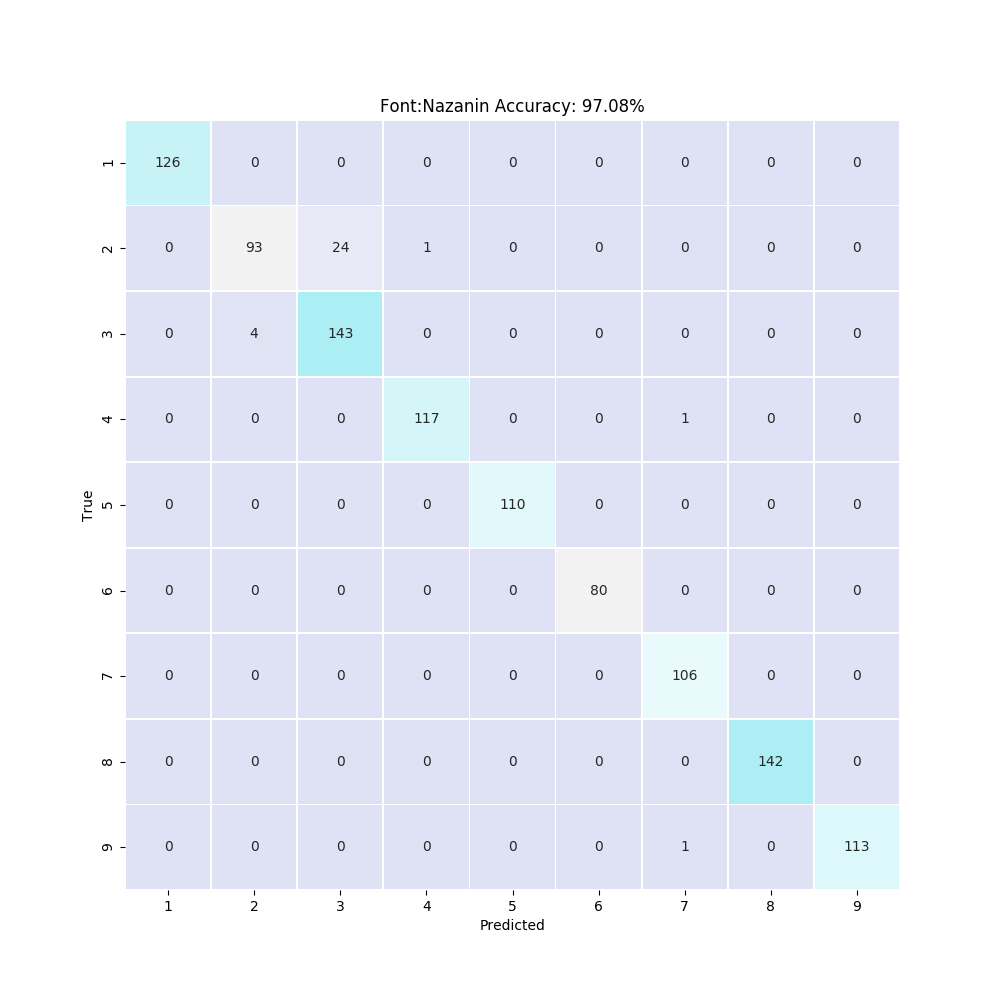 Font:Nazanin Accuracy: 97.08%
1 126 0 0 0 0 0 0 0 0
2 0 93 24 1 0 0 0 0 0
3 0 4 143 0 0 0 0 0 0
4 0 0 0 117 0 0 1 0 0
5 0 0 0 0 110 0 0 0 0
6 0 0 0 0 0 80 0 0 0
7 0 0 0 0 0 0 106 0 0
8 0 0 0 0 0 0 0 142 0
9 0 0 0 0 0 0 1 0 113
True
1 2 3 4 5 6 7 8 9
Predicted